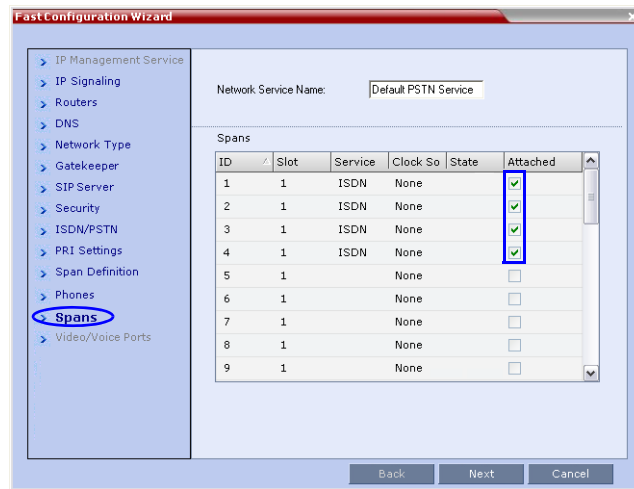 Fast Configuration Wizard
IP Management Service
IP Signaling
Routers
DNS
Network Type
Gatekeeper
SIP Server
Security
ISDN/PSTN
PRI Settings
Span Definition
Phones
Spans
Video/Voice Ports
Network Service Name: Default PSTN Service
Spans
ID Slot Service Clock So State Attached
1 1 ISDN None
2 1 ISDN None
3 1 ISDN None
4 1 ISDN None
5 1 None
6 1 None
7 1 None
8 1 None
9 1 None
Back Next Cancel